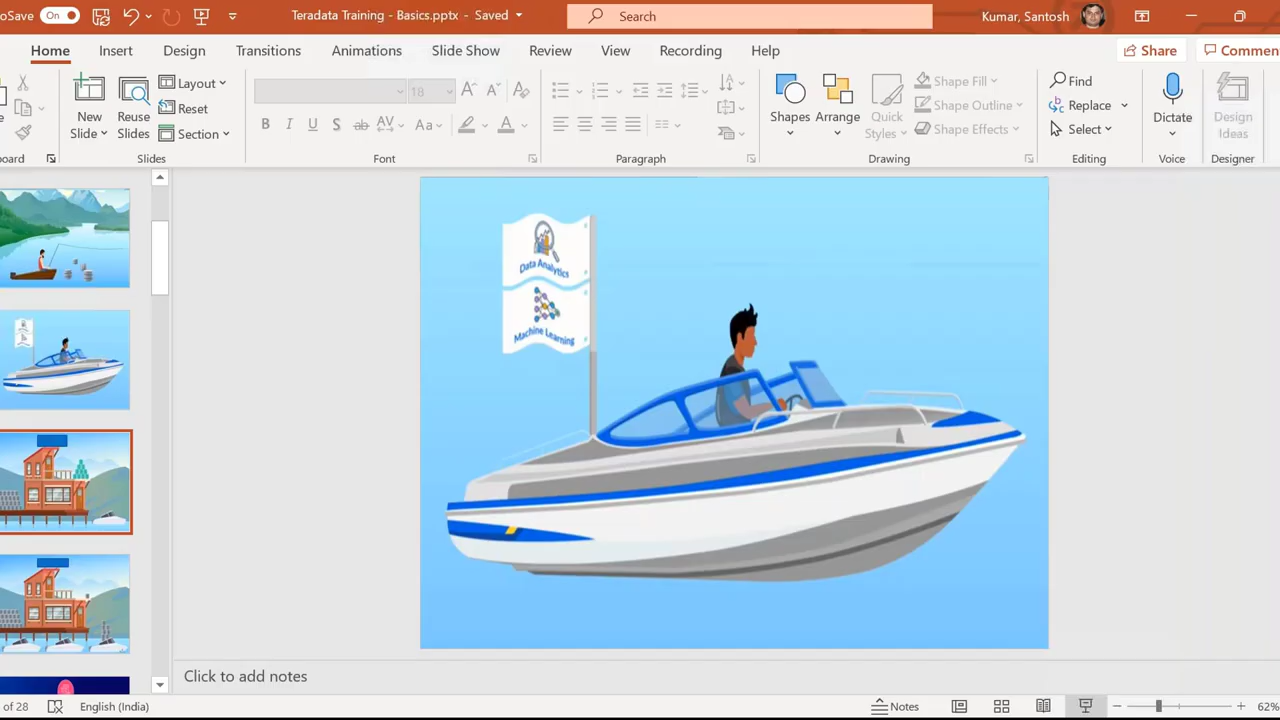 oSave On Teradata Training - Basics.pptx - Saved Search Kumar, Santosh
Home Insert Design Transitions Animations Slide Show Review View Recording Help Share Commen
New Slide Reuse Slides Layout Reset Section
18
Aa
Shapes Arrange Quick Styles Shape Fill Shape Outline Shape Effects
Find Replace Select
Dictate
Design Ideas
oard Slides Font Paragraph Drawing Editing Voice Designer
Data Analytics
Machine Learning
Click to add notes
of 28 English (India) Notes 62%